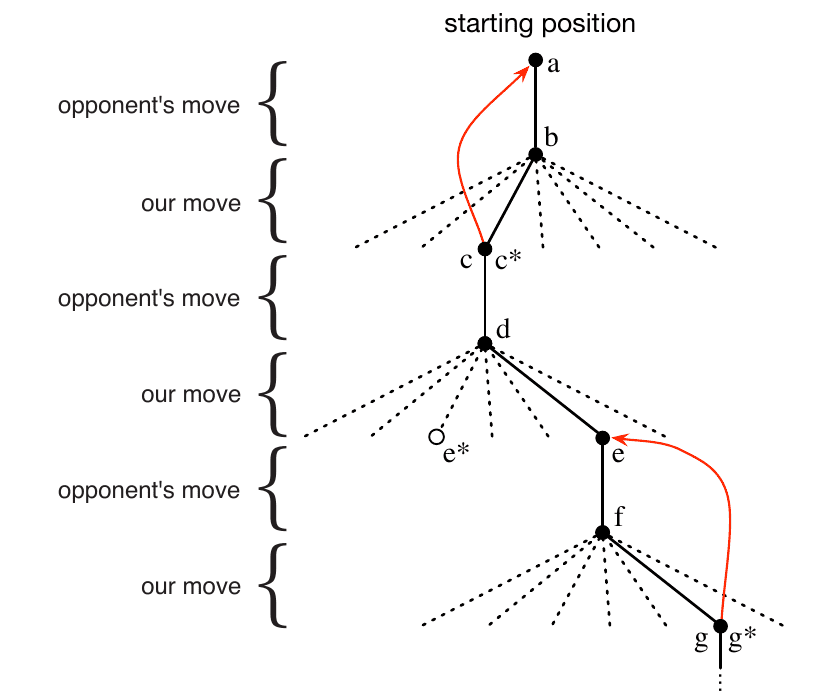 starting position
a
opponent's move
b
our move
c c*
opponent's move
d
our move
e* e
opponent's move
f
our move
g g*